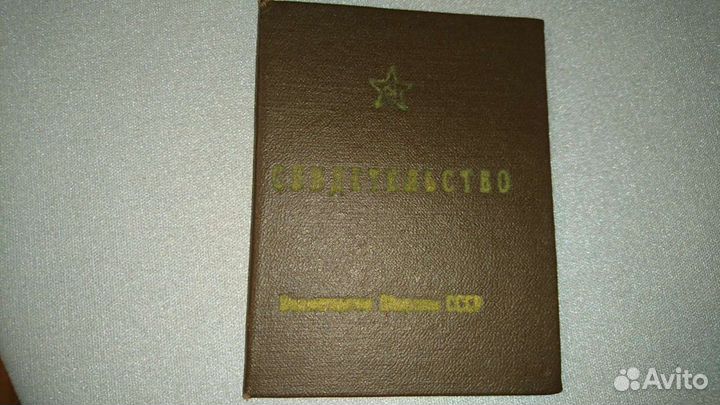 СВИДЕТЕЛЬСТВО
Министерство Обороны СССР
Avito